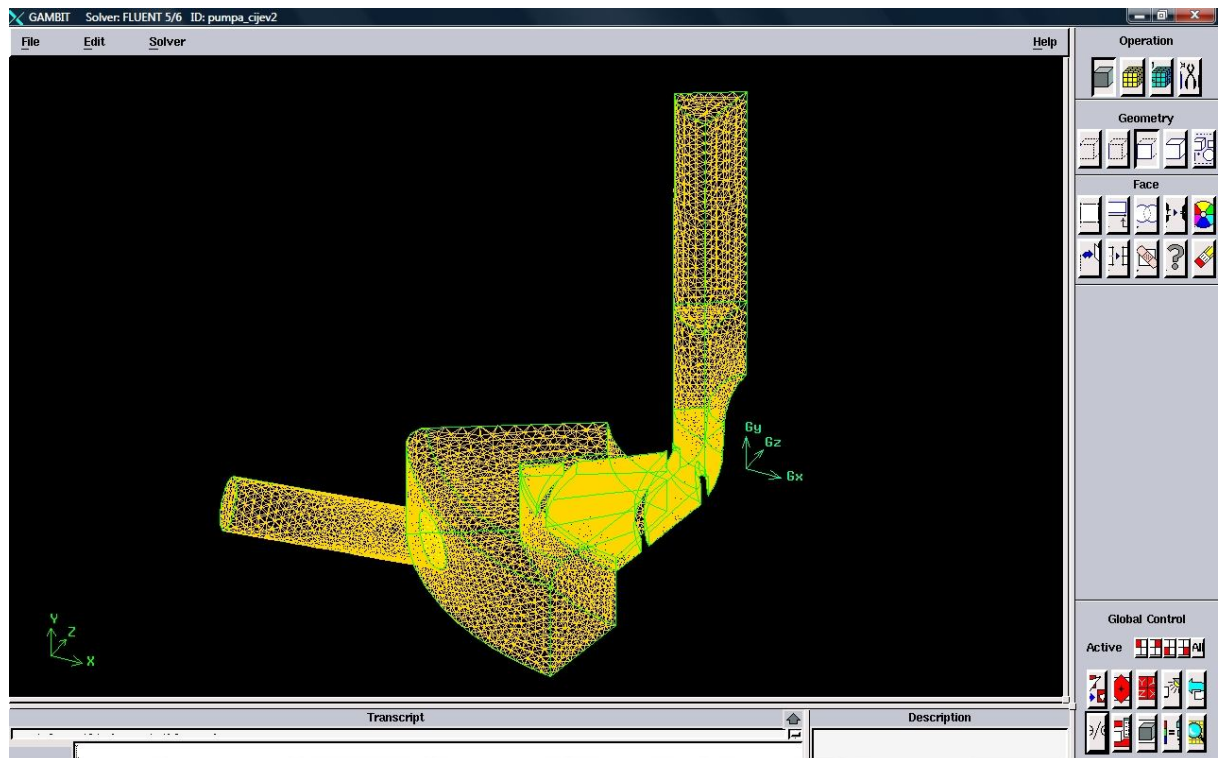 GAMBIT Solver: FLUENT 5/6 ID: pumpa_cijev2
File Edit Solver Help
Operation
Geometry
Face
Gy
Gz
Gx
Y
Z
X
Global Control
Active All
Transcript
Description